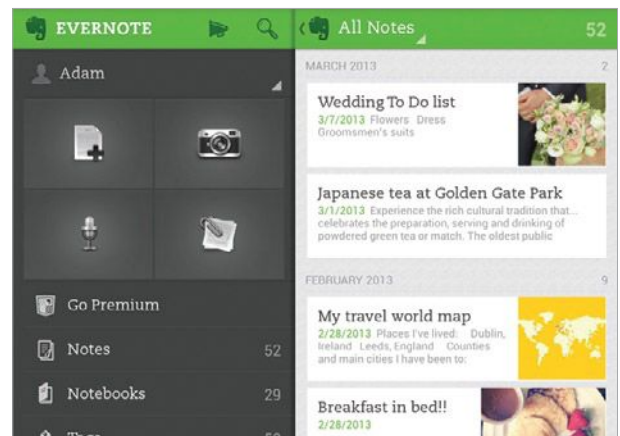 EVERNOTE
Adam
Go Premium
Notes 52
Notebooks 29
All Notes 52
MARCH 2013 2
Wedding To Do list
3/7/2013 Flowers Dress
Groomsmen's suits
Japanese tea at Golden Gate Park
3/1/2013 Experience the rich cultural tradition that...
celebrates the preparation, serving and drinking of
powdered green tea or match. The oldest public
FEBRUARY 2013 9
My travel world map
2/28/2013 Places I've lived: Dublin,
Ireland Leeds, England Counties
and main cities I have been to:
Breakfast in bed!!
2/28/2013